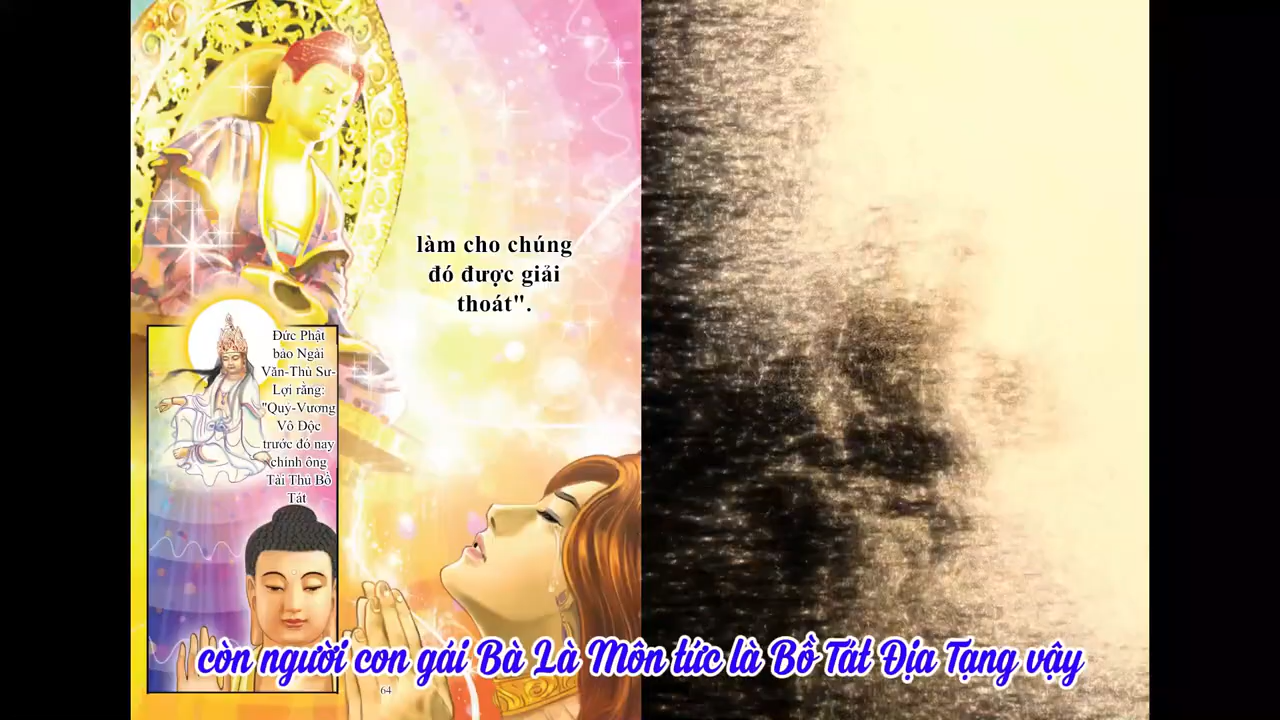 làm cho chúng
đó được giải
thoát".
Đức Phật
bảo Ngài
Văn-Thù Sư-
Lợi rằng:
"Quỷ-Vương
Vô Độc
trước đó nay
chính ông
Tài Thủ Bồ
Tát
còn người con gái Bà La Môn tức là Bồ Tát Địa Tạng vậy
64